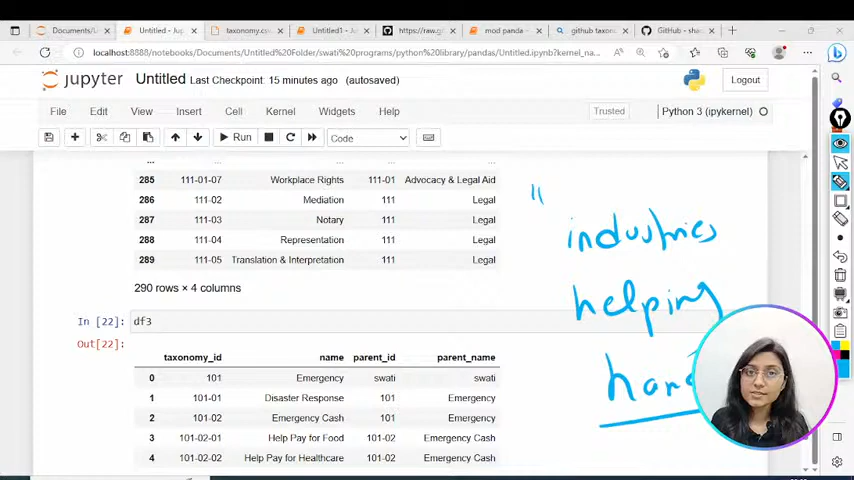 Documents/U
Untitled - Jup
taxonomy.cs
Untitled1 - J
https://raw.gi
mod panda -
github taxon
GitHub - sha
localhost:8888/notebooks/Documents/Untitled%20Folder/swati%20programs/python%20library/pandas/Untitled.ipynb?kernel_na...
jupyter Untitled Last Checkpoint: 15 minutes ago (autosaved)
Logout
File Edit View Insert Cell Kernel Widgets Help
Trusted
Python 3 (ipykernel)
Run
Code
... ... ... ... ...
285 111-01-07 Workplace Rights 111-01 Advocacy & Legal Aid
286 111-02 Mediation 111 Legal
287 111-03 Notary 111 Legal
288 111-04 Representation 111 Legal
289 111-05 Translation & Interpretation 111 Legal
290 rows × 4 columns
"
industries
helping
hand
In [22]: df3
Out[22]:
taxonomy_id name parent_id parent_name
0 101 Emergency swati swati
1 101-01 Disaster Response 101 Emergency
2 101-02 Emergency Cash 101 Emergency
3 101-02-01 Help Pay for Food 101-02 Emergency Cash
4 101-02-02 Help Pay for Healthcare 101-02 Emergency Cash